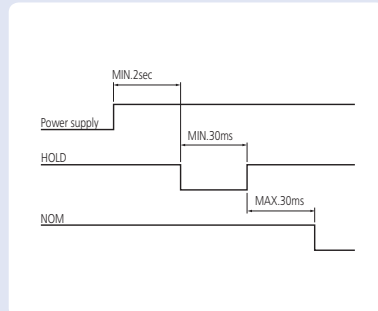 MIN.2sec
Power supply
MIN.30ms
HOLD
MAX.30ms
NOM